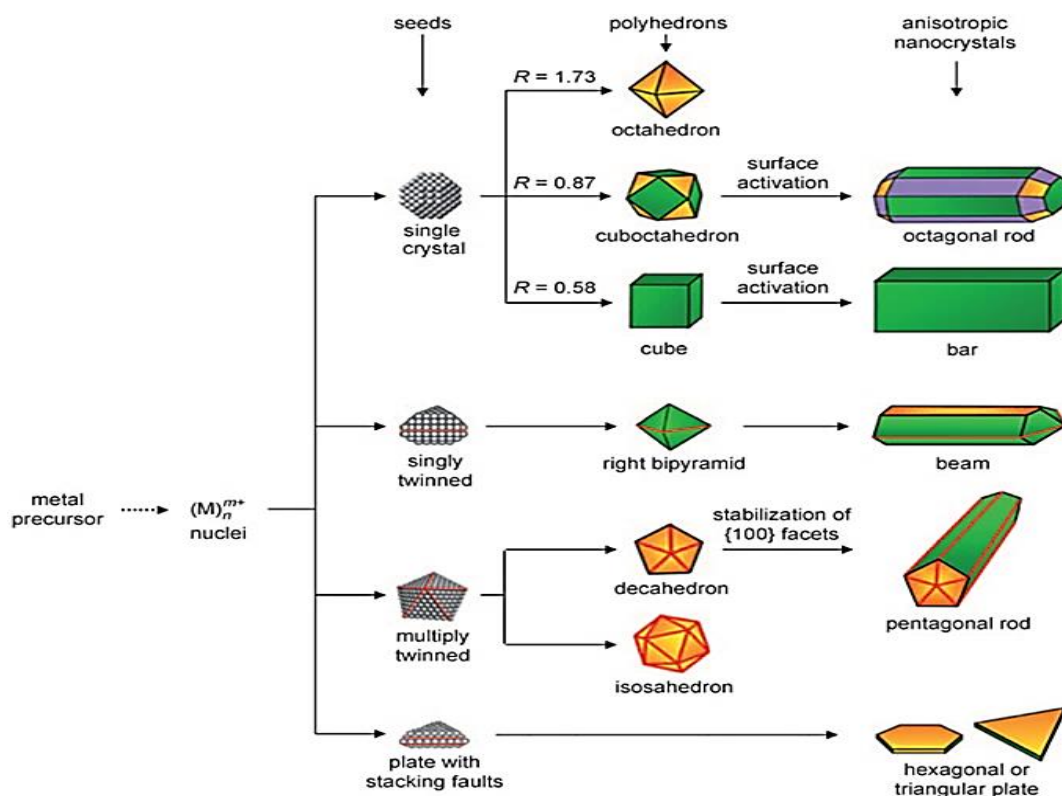 seeds
polyhedrons
anisotropic
nanocrystals
R = 1.73
octahedron
R = 0.87
surface
activation
single
crystal
cuboctahedron
octagonal rod
R = 0.58
surface
activation
cube
bar
singly
twinned
right bipyramid
beam
metal
precursor
(M)ₙᵐ⁺
nuclei
stabilization of
{100} facets
decahedron
pentagonal rod
multiply
twinned
isosahedron
plate with
stacking faults
hexagonal or
triangular plate